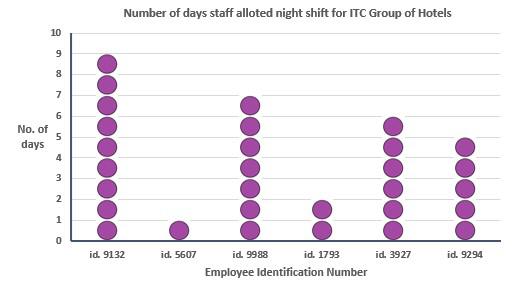 Number of days staff alloted night shift for ITC Group of Hotels
10
9
8
7
6
5
4
3
2
1
0
No. of
days
id. 9132 id. 5607 id. 9988 id. 1793 id. 3927 id. 9294
Employee Identification Number